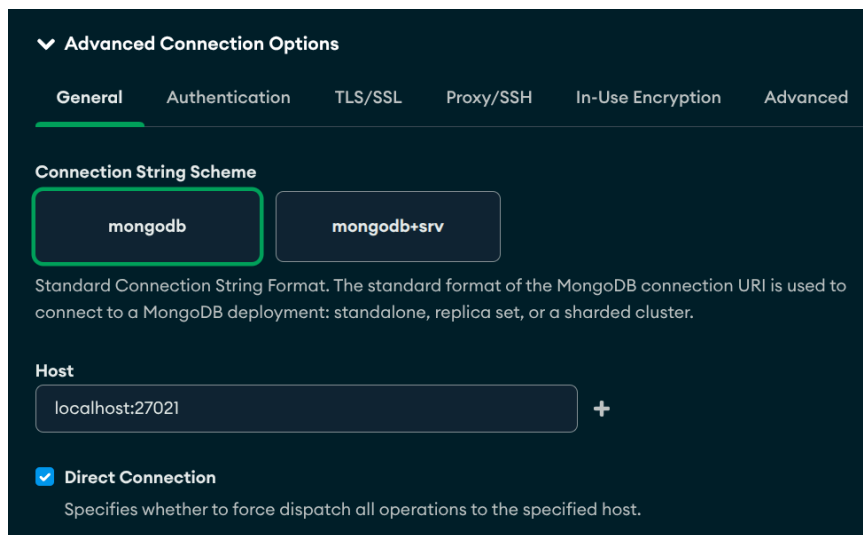 Advanced Connection Options
General Authentication TLS/SSL Proxy/SSH In-Use Encryption Advanced
Connection String Scheme
mongodb mongodb+srv
Standard Connection String Format. The standard format of the MongoDB connection URI is used to
connect to a MongoDB deployment: standalone, replica set, or a sharded cluster.
Host
localhost:27021
Direct Connection
Specifies whether to force dispatch all operations to the specified host.